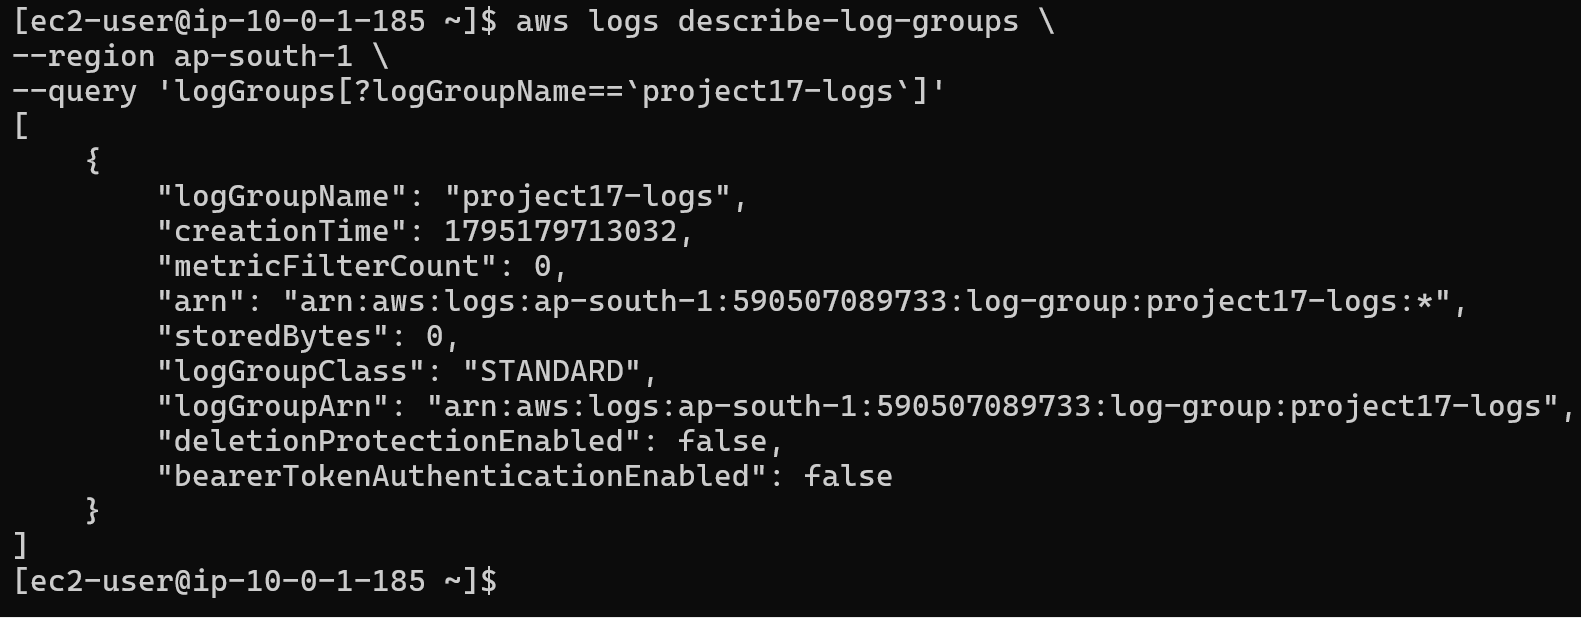 [ec2-user@ip-10-0-1-185 ~]$ aws logs describe-log-groups \
--region ap-south-1 \
--query 'logGroups[?logGroupName==`project17-logs`]'
[
    {
        "logGroupName": "project17-logs",
        "creationTime": 1795179713032,
        "metricFilterCount": 0,
        "arn": "arn:aws:logs:ap-south-1:590507089733:log-group:project17-logs:*",
        "storedBytes": 0,
        "logGroupClass": "STANDARD",
        "logGroupArn": "arn:aws:logs:ap-south-1:590507089733:log-group:project17-logs",
        "deletionProtectionEnabled": false,
        "bearerTokenAuthenticationEnabled": false
    }
]
[ec2-user@ip-10-0-1-185 ~]$